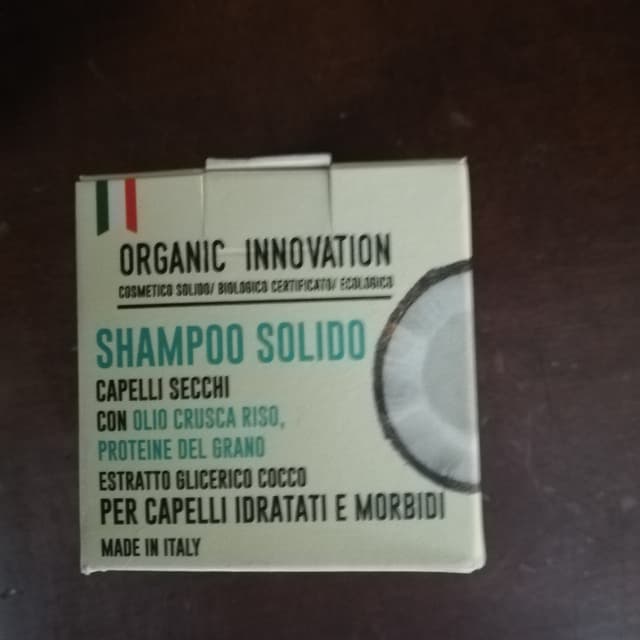 ORGANIC INNOVATION
COSMETICO SOLIDO/ BIOLOGICO CERTIFICATO/ ECOLOGICO
SHAMPOO SOLIDO
CAPELLI SECCHI
CON OLIO CRUSCA RISO,
PROTEINE DEL GRANO
ESTRATTO GLICERICO COCCO
PER CAPELLI IDRATATI E MORBIDI
MADE IN ITALY